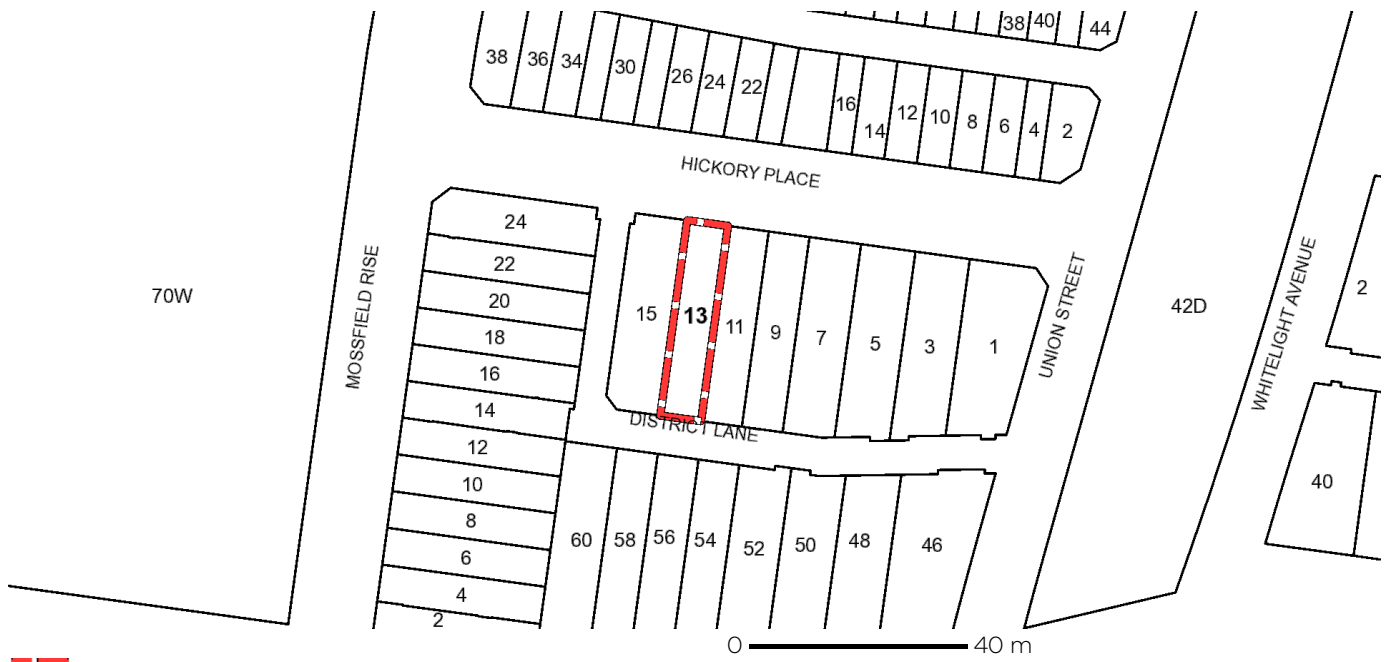 38 40 44
38 36 34 30 26 24 22 16 14 12 10 8 6 4 2
HICKORY PLACE
24
22
20
18
16
14
12
10
8
6
4
2
MOSSFIELD RISE
70W
15 13 11 9 7 5 3 1
DISTRICT LANE
UNION STREET
42D
WHITELIGHT AVENUE
2
40
60 58 56 54 52 50 48 46
0 40 m